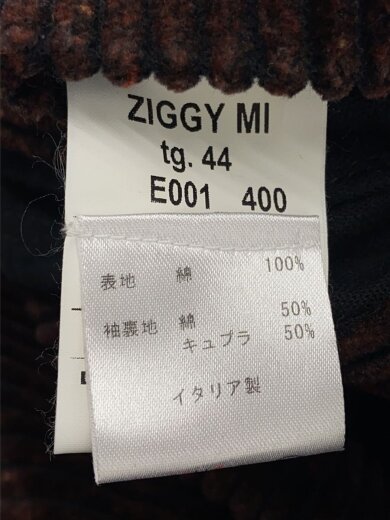 ZIGGY MI
tg. 44
E001 400
表地 綿 100%
袖裏地 綿 50%
キュプラ 50%
イタリア製